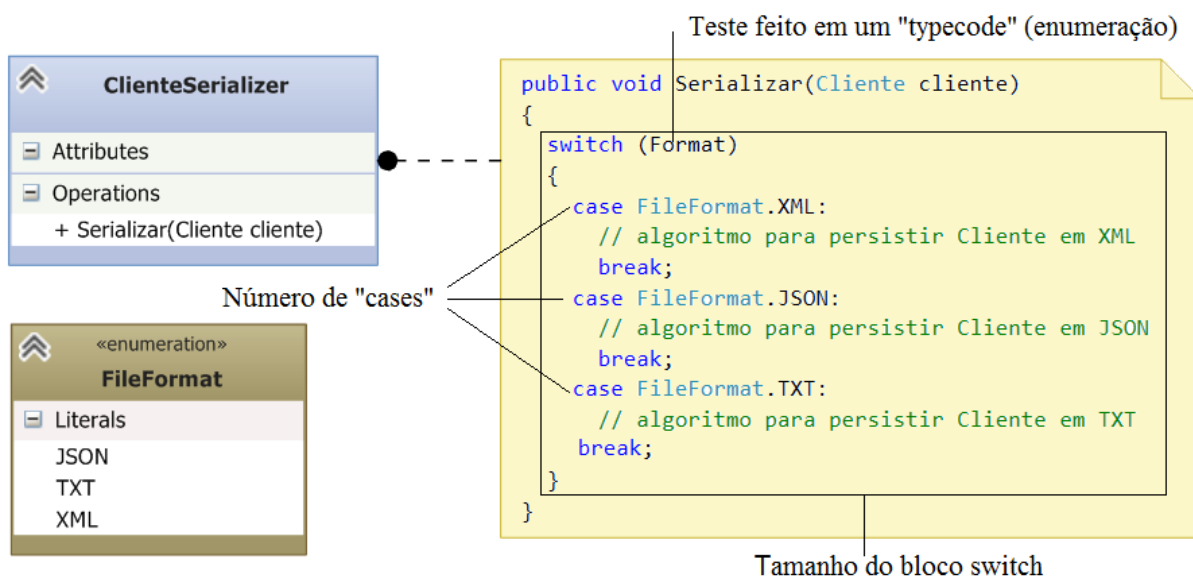 Teste feito em um "typecode" (enumeração)
ClienteSerializer
Attributes
Operations
+ Serializar(Cliente cliente)
public void Serializar(Cliente cliente)
{
switch (Format)
{
case FileFormat.XML:
// algoritmo para persistir Cliente em XML
break;
case FileFormat.JSON:
// algoritmo para persistir Cliente em JSON
break;
case FileFormat.TXT:
// algoritmo para persistir Cliente em TXT
break;
}
}
Número de "cases"
«enumeration»
FileFormat
Literals
JSON
TXT
XML
Tamanho do bloco switch